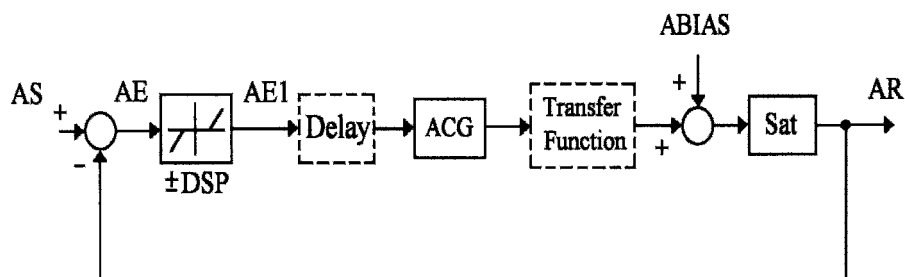 ABIAS
AS
+
AE
AE1
Delay
ACG
Transfer
Function
+
+
Sat
AR
−
±DSP